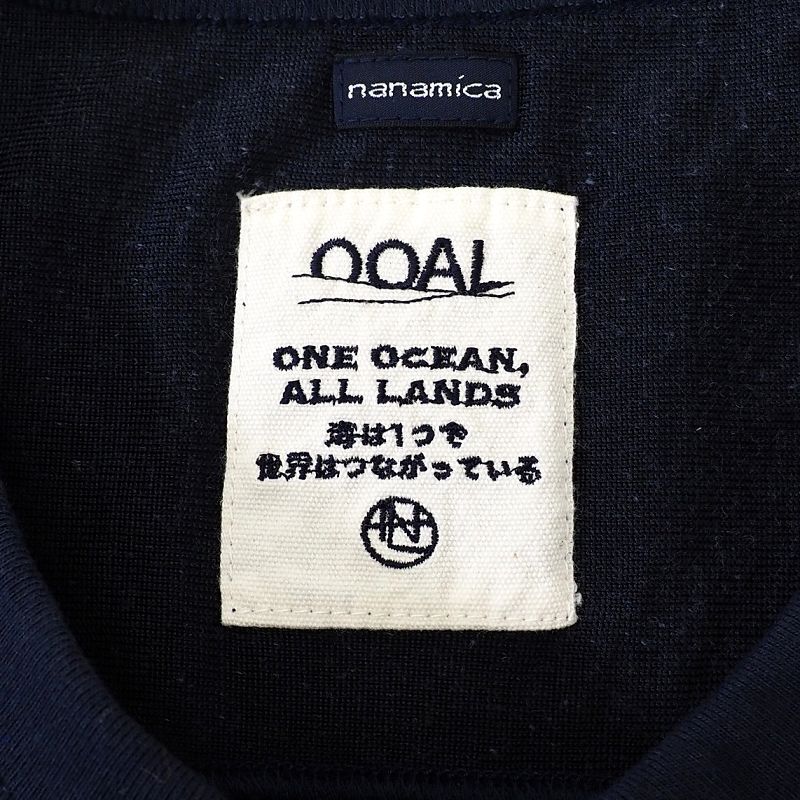 nanamica
OOAL
ONE OCEAN,
ALL LANDS
海は1つで
世界はつながっている